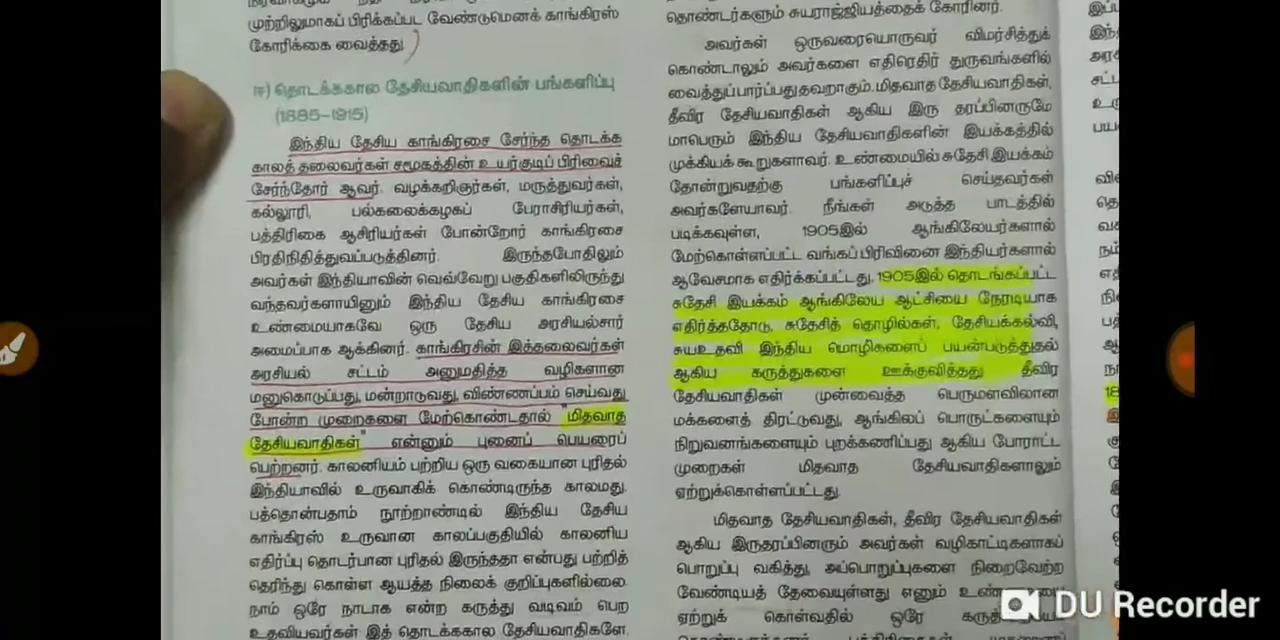 முற்றிலுமாகப் பிரிக்கப்பட வேண்டுமெனக் காங்கிரஸ்
கோரிக்கை வைத்தது.
ஈ) தொடக்ககால தேசியவாதிகளின் பங்களிப்பு
(1885–1915)
இந்திய தேசிய காங்கிரசை சேர்ந்த தொடக்க
காலத் தலைவர்கள் சமூகத்தின் உயர்குடிப் பிரிவைச்
சேர்ந்தோர் ஆவர். வழக்கறிஞர்கள், மருத்துவர்கள்,
கல்லூரி, பல்கலைக்கழகப் பேராசிரியர்கள்,
பத்திரிகை ஆசிரியர்கள் போன்றோர் காங்கிரசை
பிரதிநிதித்துவப்படுத்தினர். இருந்தபோதிலும்
அவர்கள் இந்தியாவின் வெவ்வேறு பகுதிகளிலிருந்து
வந்தவர்களாயினும் இந்திய தேசிய காங்கிரசை
உண்மையாகவே ஒரு தேசிய அரசியல்சார்
அமைப்பாக ஆக்கினர். காங்கிரசின் இத்தலைவர்கள்
அரசியல் சட்டம் அனுமதித்த வழிகளான
மனுகொடுப்பது, மன்றாடுவது, விண்ணப்பம் செய்வது
போன்ற முறைகளை மேற்கொண்டதால் "மிதவாத
தேசியவாதிகள்" என்னும் புனைப் பெயரைப்
பெற்றனர். காலனியம் பற்றிய ஒரு வகையான புரிதல்
இந்தியாவில் உருவாகிக் கொண்டிருந்த காலமது.
பத்தொன்பதாம் நூற்றாண்டில் இந்திய தேசிய
காங்கிரஸ் உருவான காலப்பகுதியில் காலனிய
எதிர்ப்பு தொடர்பான புரிதல் இருந்ததா என்பது பற்றித்
தெரிந்து கொள்ள ஆயத்த நிலைக் குறிப்புகளில்லை.
நாம் ஒரே நாடாக என்ற கருத்து வடிவம் பெற
உதவியவர்கள் இத் தொடக்ககால தேசியவாதிகளே.
தொண்டர்களும் சுயராஜ்ஜியத்தைக் கோரினர்.
அவர்கள் ஒருவரையொருவர் விமர்சித்துக்
கொண்டாலும் அவர்களை எதிரெதிர் துருவங்களில்
வைத்துப்பார்ப்பது தவறாகும். மிதவாத தேசியவாதிகள்,
தீவிர தேசியவாதிகள் ஆகிய இரு தரப்பினருமே
மாபெரும் இந்திய தேசியவாதிகளின் இயக்கத்தில்
முக்கியக் கூறுகளாவர். உண்மையில் சுதேசி இயக்கம்
தோன்றுவதற்கு பங்களிப்புச் செய்தவர்கள்
அவர்களேயாவர். நீங்கள் அடுத்த பாடத்தில்
படிக்கவுள்ள, 1905இல் ஆங்கிலேயர்களால்
மேற்கொள்ளப்பட்ட வங்கப் பிரிவினை இந்தியர்களால்
ஆவேசமாக எதிர்க்கப்பட்டது. 1905இல் தொடங்கப்பட்ட
சுதேசி இயக்கம் ஆங்கிலேய ஆட்சியை நேரடியாக
எதிர்த்ததோடு, சுதேசித் தொழில்கள், தேசியக்கல்வி,
சுயஉதவி இந்திய மொழிகளைப் பயன்படுத்துதல்
ஆகிய கருத்துகளை ஊக்குவித்தது. தீவிர
தேசியவாதிகள் முன்வைத்த பெருமளவிலான
மக்களைத் திரட்டுவது, ஆங்கிலப் பொருட்களையும்
நிறுவனங்களையும் புறக்கணிப்பது ஆகிய போராட்ட
முறைகள் மிதவாத தேசியவாதிகளாலும்
ஏற்றுக்கொள்ளப்பட்டது.
மிதவாத தேசியவாதிகள், தீவிர தேசியவாதிகள்
ஆகிய இருதரப்பினரும் அவர்கள் வழிகாட்டிகளாகப்
பொறுப்பு வகித்து, அப்பொறுப்புகளை நிறைவேற்ற
வேண்டியத் தேவையுள்ளது எனும்
ஏற்றுக் கொள்வதில் ஒரே
DU Recorder